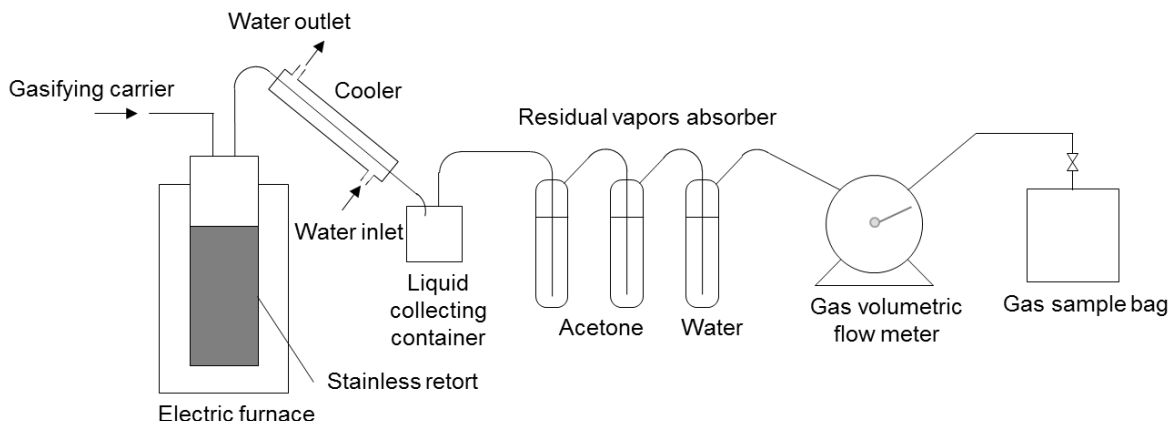 Water outlet
Gasifying carrier
Cooler
Residual vapors absorber
Water inlet
Liquid
collecting
container
Acetone
Water
Gas volumetric
flow meter
Gas sample bag
Stainless retort
Electric furnace